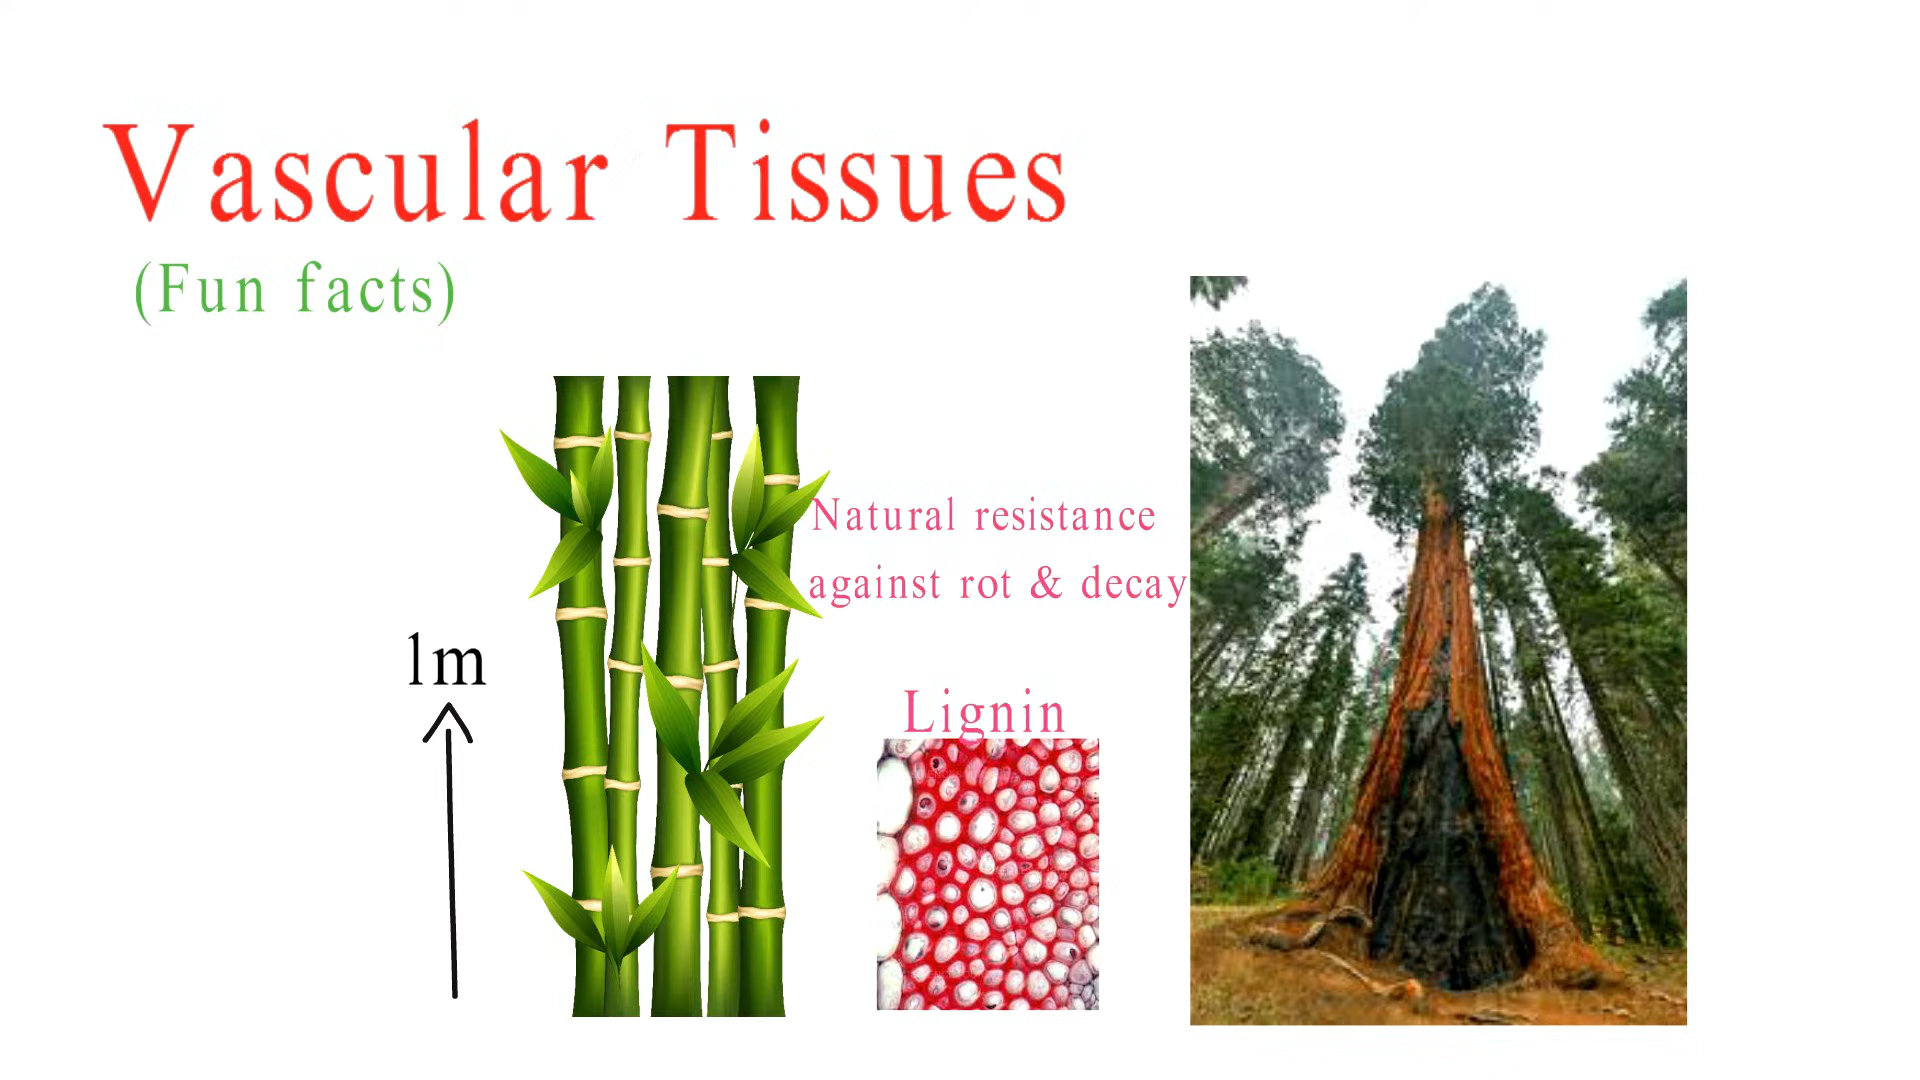 Vascular Tissues
(Fun facts)
Natural resistance
against rot & decay
1m
Lignin